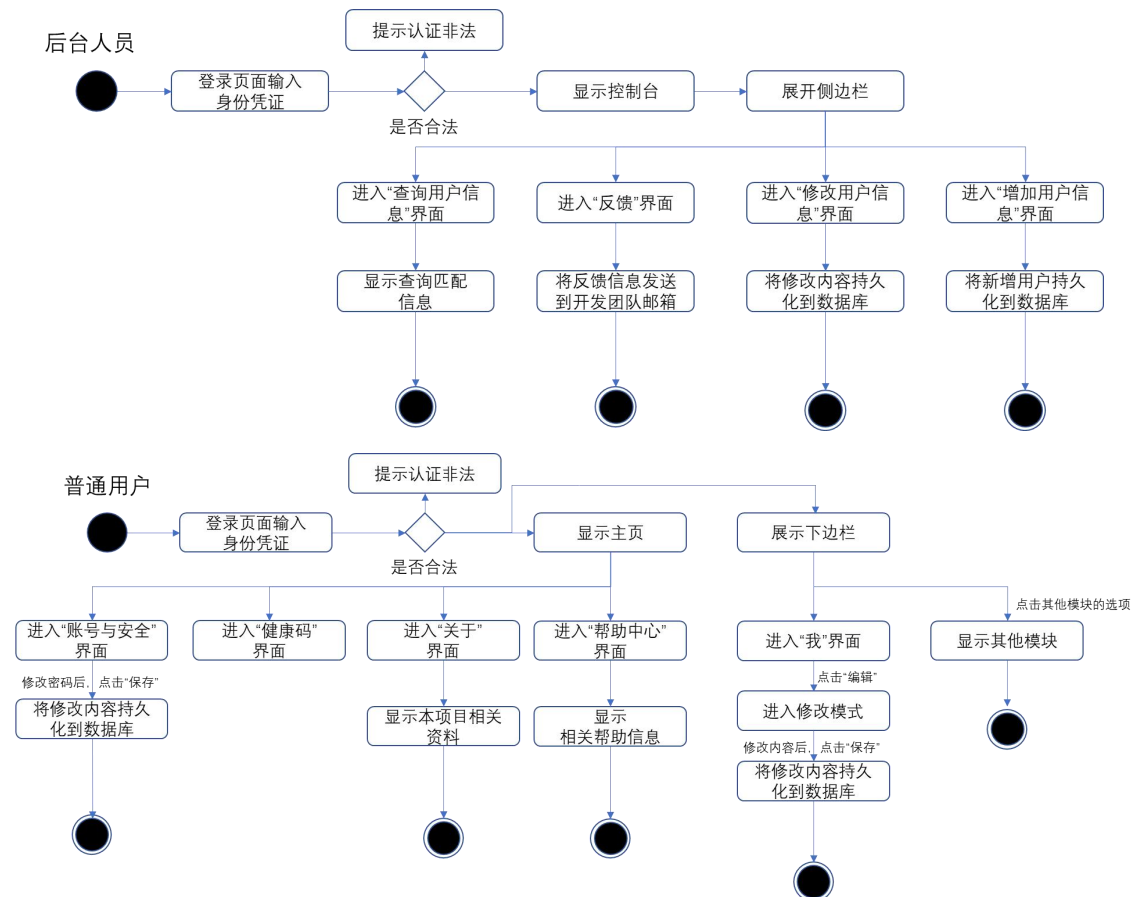 后台人员
提示认证非法
登录页面输入
身份凭证
是否合法
显示控制台
展开侧边栏
进入“查询用户信
息”界面
进入“反馈”界面
进入“修改用户信
息”界面
进入“增加用户信
息”界面
显示查询匹配
信息
将反馈信息发送
到开发团队邮箱
将修改内容持久
化到数据库
将新增用户持久
化到数据库
普通用户
提示认证非法
登录页面输入
身份凭证
是否合法
显示主页
展示下边栏
点击其他模块的选项
进入“账号与安全”
界面
进入“健康码”
界面
进入“关于”
界面
进入“帮助中心”
界面
进入“我”界面
显示其他模块
修改密码后，点击“保存”
点击“编辑”
将修改内容持久
化到数据库
显示本项目相关
资料
显示
相关帮助信息
进入修改模式
修改内容后，点击“保存”
将修改内容持久
化到数据库